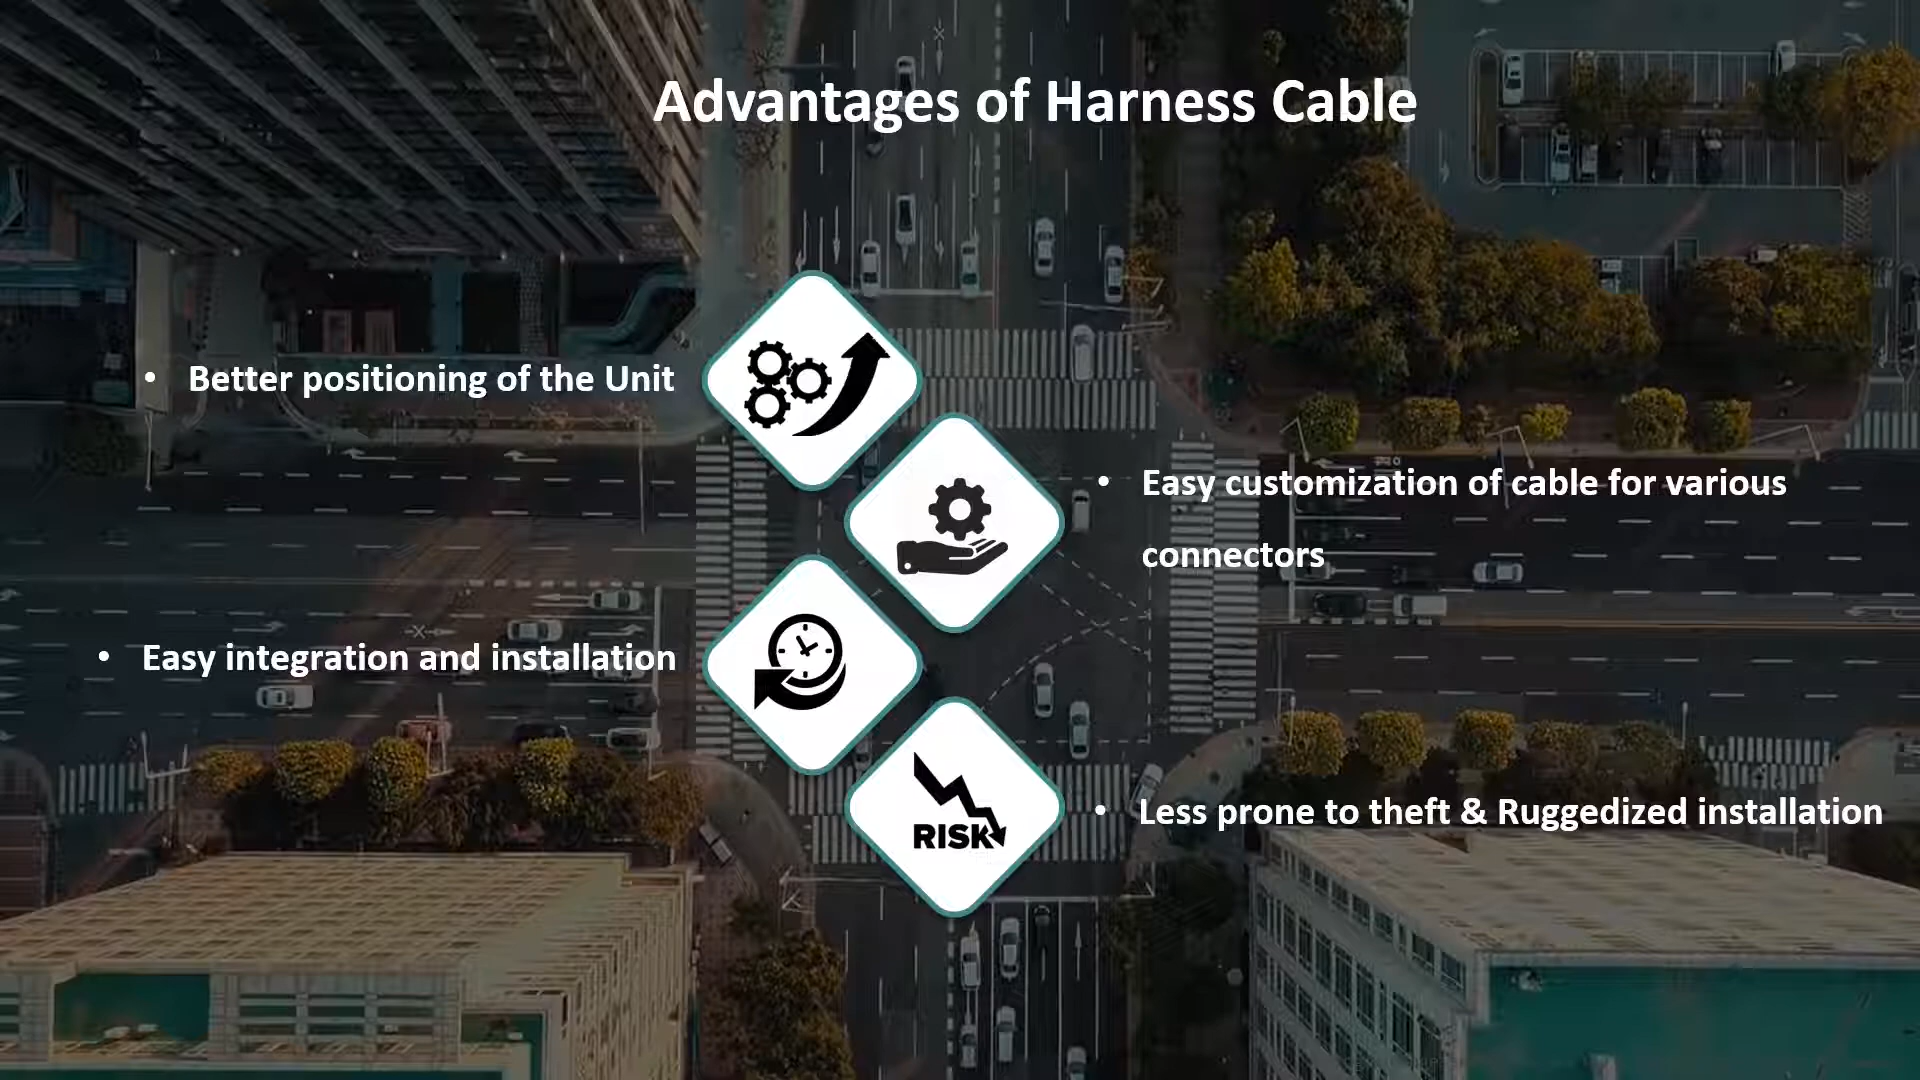 Advantages of Harness Cable
• Better positioning of the Unit
• Easy customization of cable for various
connectors
• Easy integration and installation
RISK
• Less prone to theft & Ruggedized installation